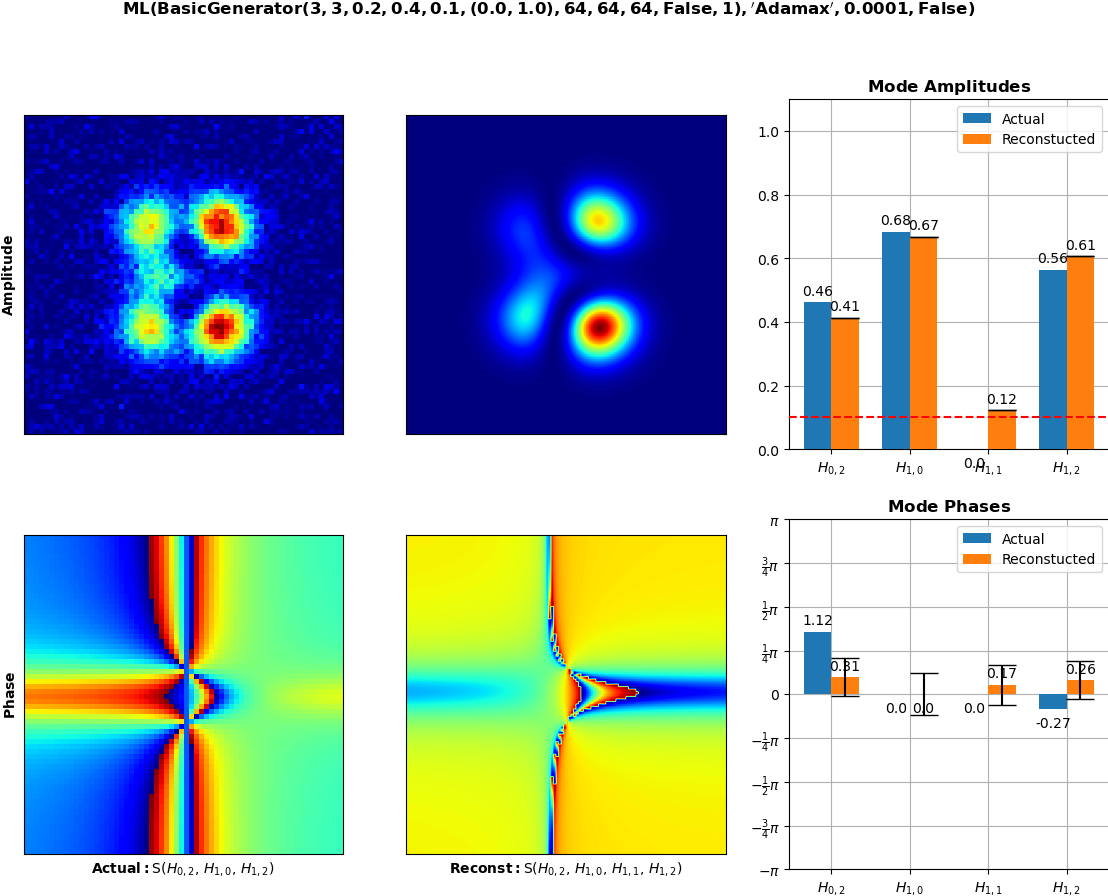 ML(BasicGenerator(3, 3, 0.2, 0.4, 0.1, (0.0, 1.0), 64, 64, 64, False, 1), 'Adamax', 0.0001, False)
Amplitude
Mode Amplitudes
Actual
Reconstucted
1.0
0.8
0.6
0.4
0.2
0.0
0.46
0.41
0.68
0.67
0.0
0.12
0.56
0.61
H0, 2
H1, 0
H1, 1
H1, 2
Phase
Actual: S(H0, 2, H1, 0, H1, 2)
Reconst: S(H0, 2, H1, 0, H1, 1, H1, 2)
Mode Phases
Actual
Reconstucted
π
3/4π
1/2π
1/4π
0
−1/4π
−1/2π
−3/4π
−π
1.12
0.31
0.0
0.0
0.0
0.17
-0.27
0.26
H0, 2
H1, 0
H1, 1
H1, 2